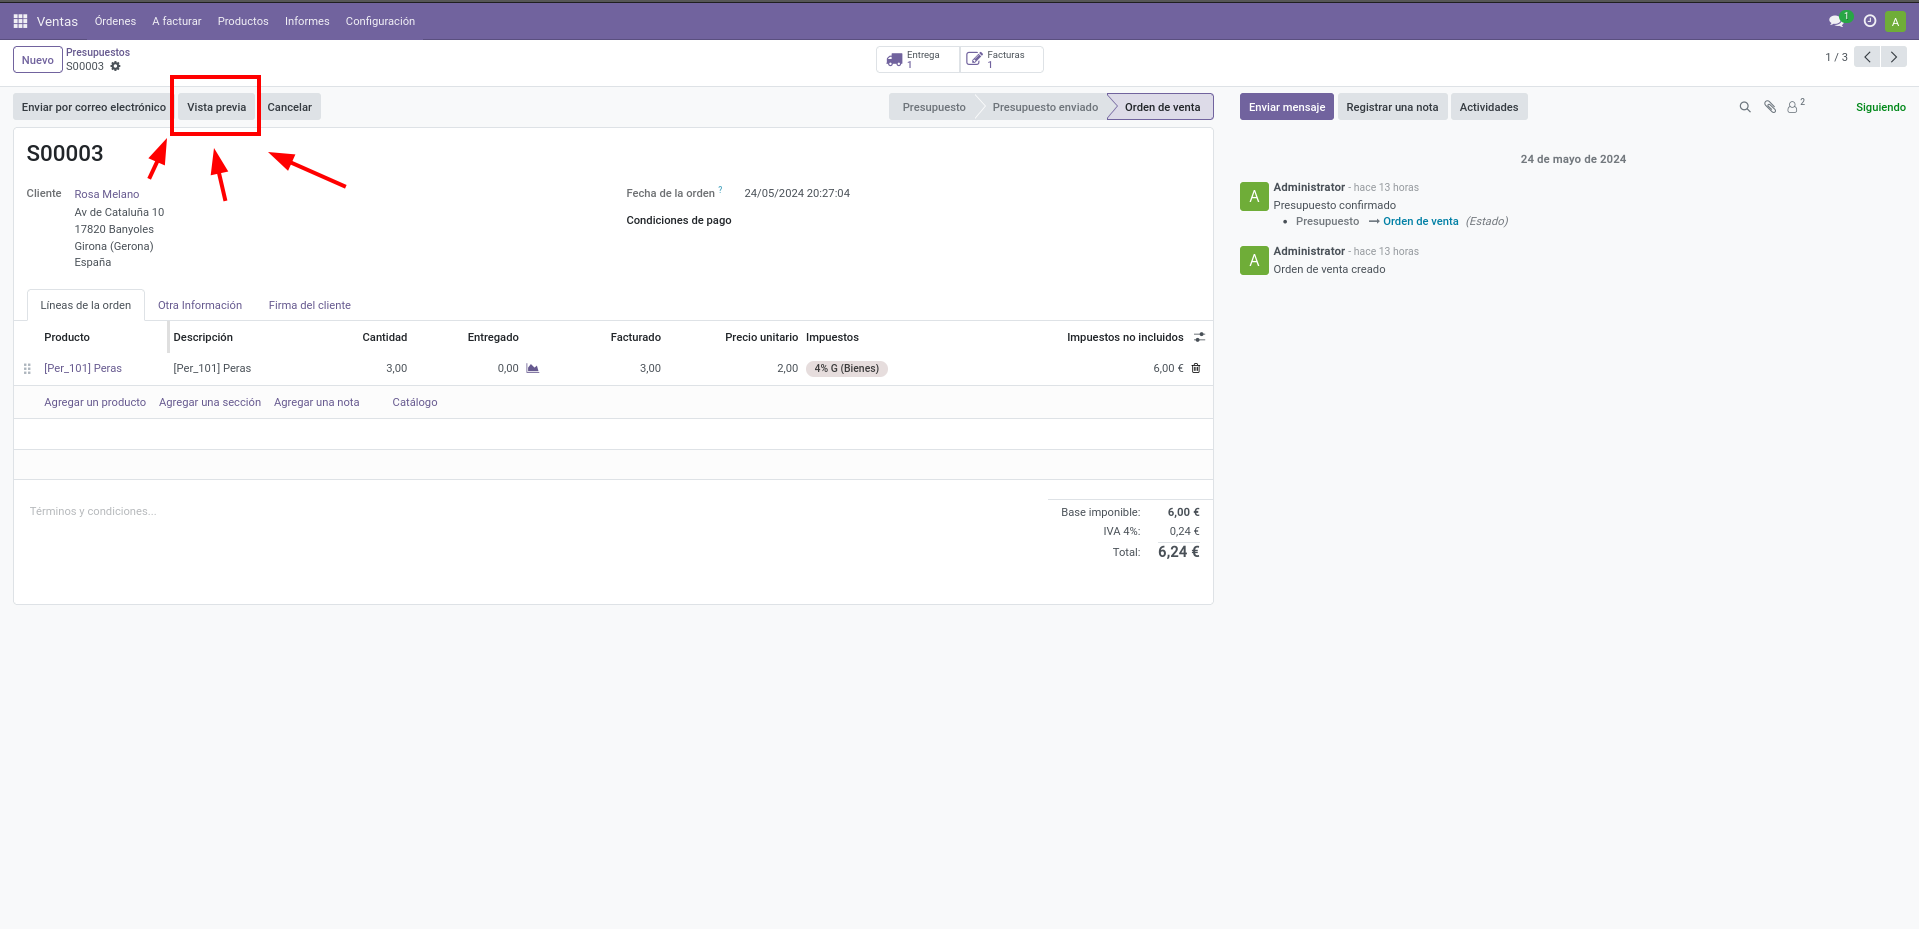 Ventas Órdenes A facturar Productos Informes Configuración 1 A
Nuevo Presupuestos
S00003
Entrega
1
Facturas
1
1 / 3
Enviar por correo electrónico Vista previa Cancelar Presupuesto Presupuesto enviado Orden de venta Enviar mensaje Registrar una nota Actividades 2 Siguiendo
S00003
Cliente Rosa Melano
Av de Cataluña 10
17820 Banyoles
Girona (Gerona)
España
Fecha de la orden ? 24/05/2024 20:27:04
Condiciones de pago
Líneas de la orden Otra Información Firma del cliente
Producto Descripción Cantidad Entregado Facturado Precio unitario Impuestos Impuestos no incluidos
[Per_101] Peras [Per_101] Peras 3,00 0,00 3,00 2,00 4% G (Bienes) 6,00 €
Agregar un producto Agregar una sección Agregar una nota Catálogo
Términos y condiciones...
Base imponible: 6,00 €
IVA 4%: 0,24 €
Total: 6,24 €
24 de mayo de 2024
A Administrator - hace 13 horas
Presupuesto confirmado
• Presupuesto → Orden de venta (Estado)
A Administrator - hace 13 horas
Orden de venta creado